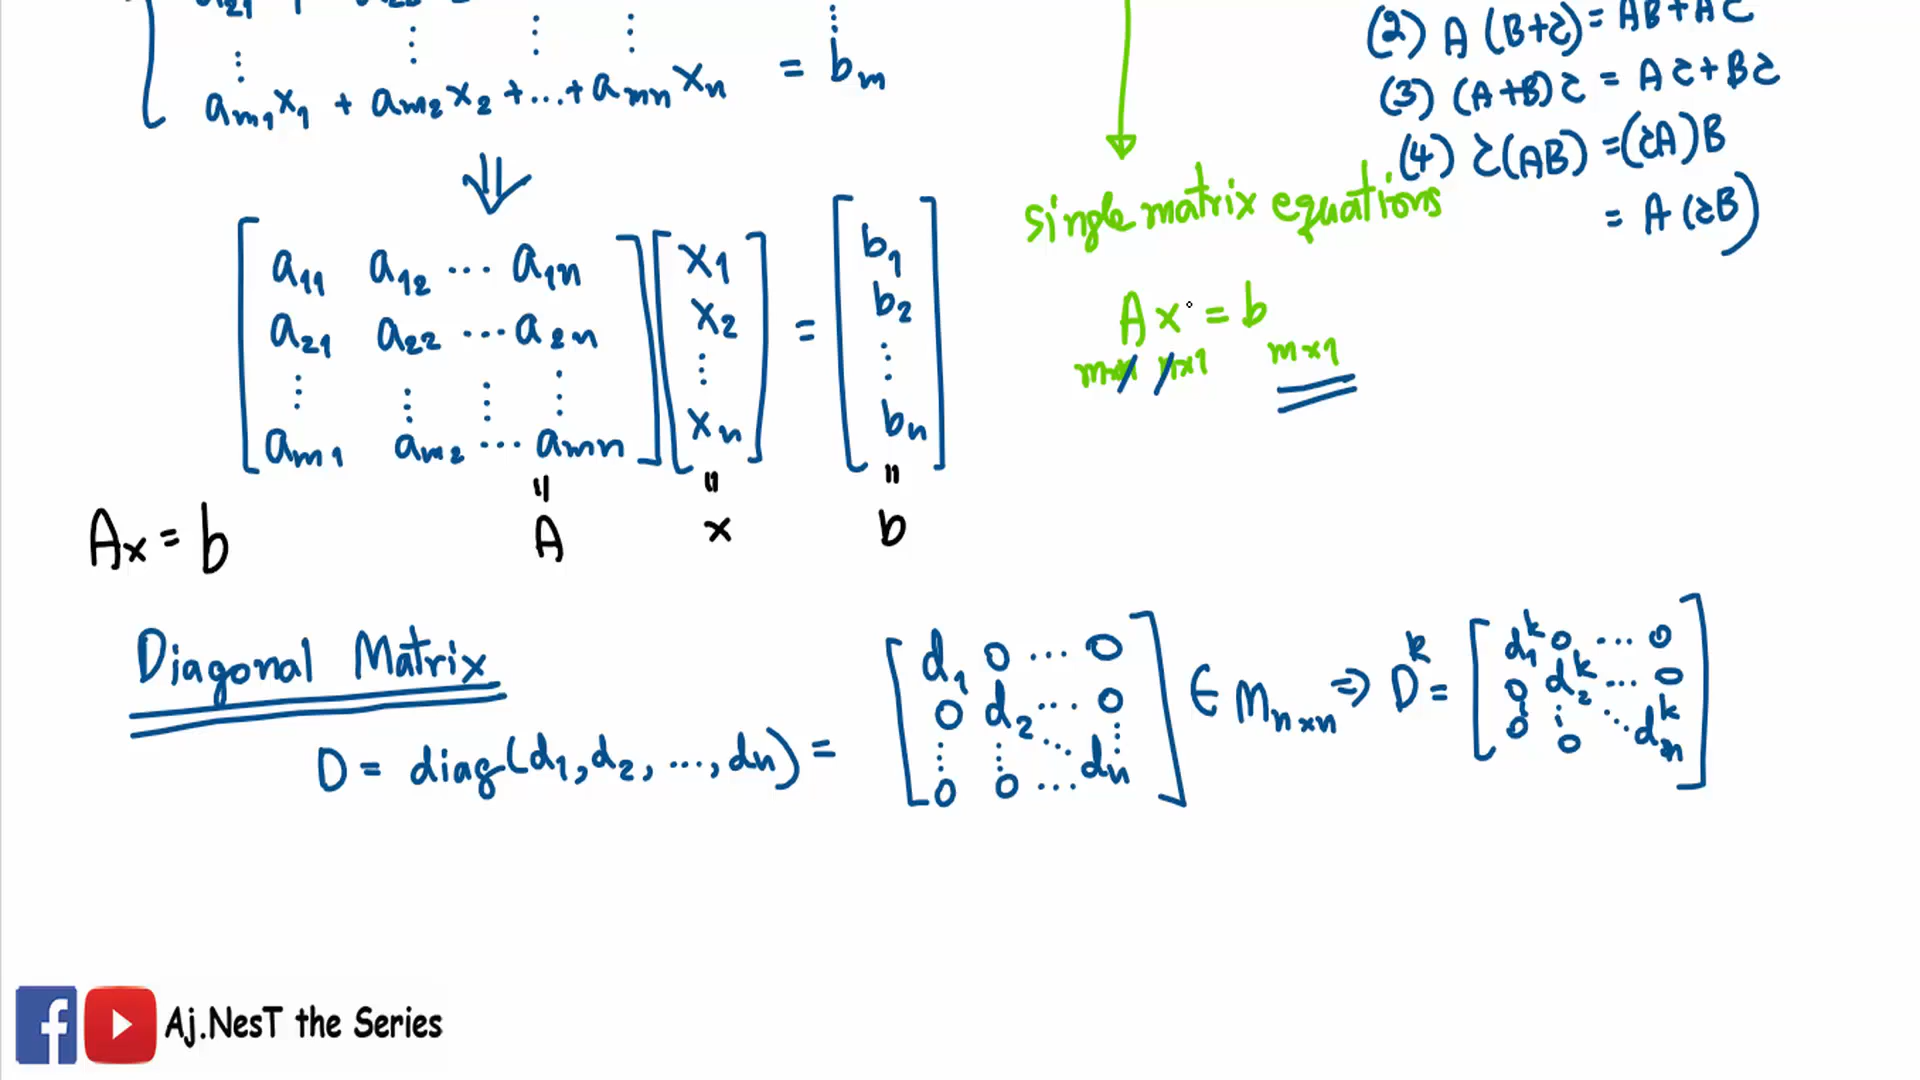 ⋮ ⋮ ⋮ ⋮ ⋮
am1x1 + am2x2 +...+ amnxn = bm
(2) A (B+C) = AB+AC
(3) (A+B)C = AC+BC
(4) C(AB) = (CA)B
= A(CB)
⇓
single matrix equations
[a11 a12 ... a1n] [x1] = [b1]
[a21 a22 ... a2n] [x2] [b2]
[⋮ ⋮ ⋮ ⋮] [⋮] [⋮]
[am1 am2 ... amn] [xn] [bn]
Ax = b
m×n n×1 m×1
= = =
A x b
Ax = b
Diagonal Matrix
D = diag(d1, d2, ..., dn) =
[d1 0 ... 0]
[0 d2 ... 0]
[⋮ ⋮ ⋱ ⋮]
[0 0 ... dn]
∈ Mn×n ⇒ D^k =
[d1^k 0 ... 0]
[0 d2^k ... 0]
[⋮ ⋮ ⋱]
[0 0 dn^k]
Aj.NesT the Series